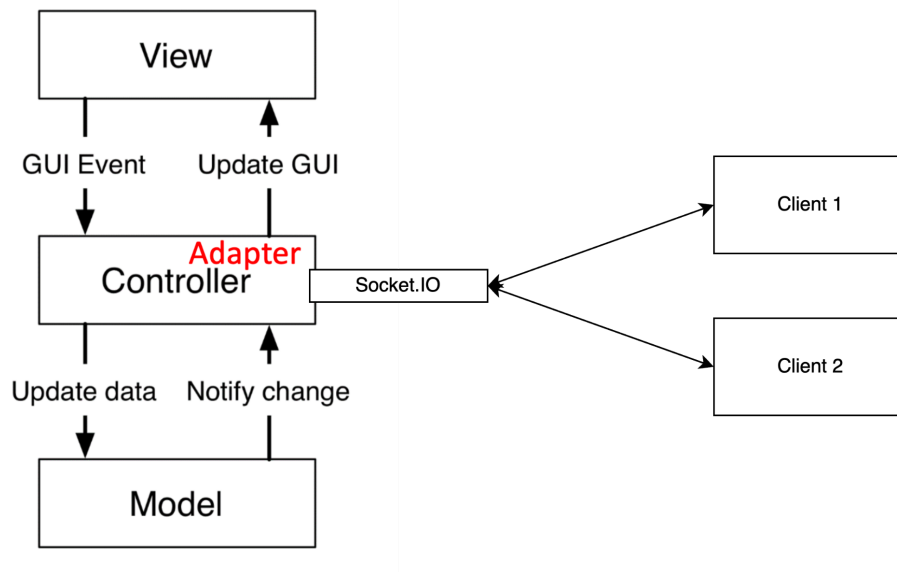 View
GUI Event
Update GUI
Adapter
Controller
Socket.IO
Client 1
Client 2
Update data
Notify change
Model